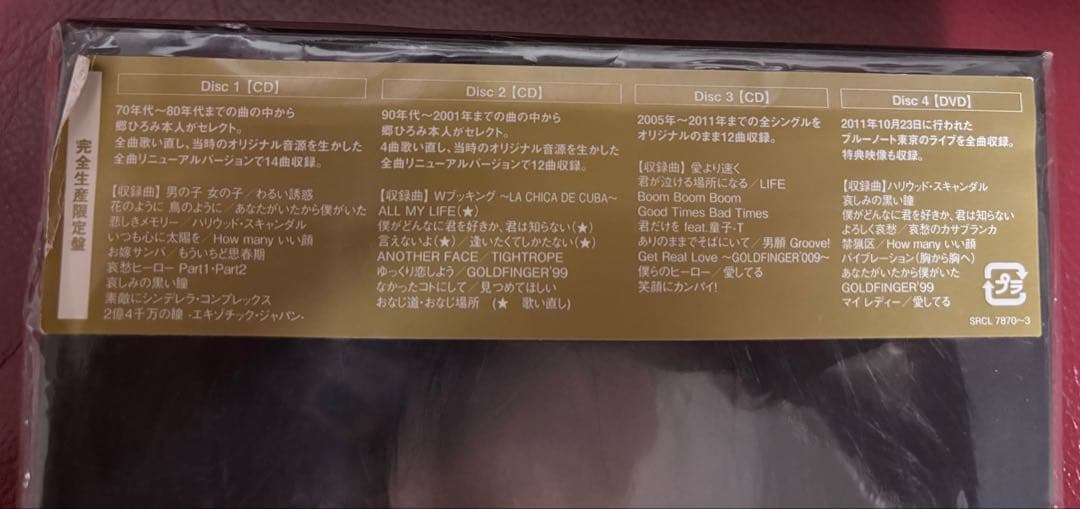 完全生産限定盤
Disc 1【CD】
70年代〜80年代までの曲の中から
郷ひろみ本人がセレクト。
全曲歌い直し、当時のオリジナル音源を生かした
全曲リニューアルバージョンで14曲収録。
【収録曲】男の子 女の子／わるい誘惑
花のように 鳥のように／あなたがいたから僕がいた
悲しきメモリー／ハリウッド・スキャンダル
いつも心に太陽を／How many いい顔
お嫁サンバ／もういちど思春期
哀愁ヒーロー Part1・Part2
哀しみの黒い瞳
素敵にシンデレラ・コンプレックス
2億4千万の瞳 -エキゾチック・ジャパン-
Disc 2【CD】
90年代〜2001年までの曲の中から
4曲歌い直し、当時のオリジナル音源を生かした
全曲リニューアルバージョンで12曲収録。
【収録曲】Wブッキング 〜LA CHICA DE CUBA〜
ALL MY LIFE(★)
僕がどんなに君を好きか、君は知らない(★)
言えないよ(★)／逢いたくてしかたない(★)
ANOTHER FACE／TIGHTROPE
ゆっくり恋しよう／GOLDFINGER'99
なかったコトにして／見つめてほしい
おなじ道・おなじ場所 (★ 歌い直し)
Disc 3【CD】
2005年〜2011年までの全シングルを
オリジナルのまま12曲収録。
【収録曲】愛より速く
君が泣ける場所になる／LIFE
Boom Boom Boom
Good Times Bad Times
君だけを feat.童子-T
ありのままでそばにいて／男願 Groove!
Get Real Love 〜GOLDFINGER'009〜
僕らのヒーロー／愛してる
笑顔にカンパイ!
Disc 4【DVD】
2011年10月23日に行われた
ブルーノート東京のライブを全曲収録。
特典映像も収録。
【収録曲】ハリウッド・スキャンダル
哀しみの黒い瞳
僕がどんなに君を好きか、君は知らない
よろしく哀愁／哀愁のカサブランカ
禁猟区／How many いい顔
バイブレーション(胸から胸へ)
あなたがいたから僕がいた
GOLDFINGER'99
マイ レディー／愛してる
プラ
SRCL 7870〜3